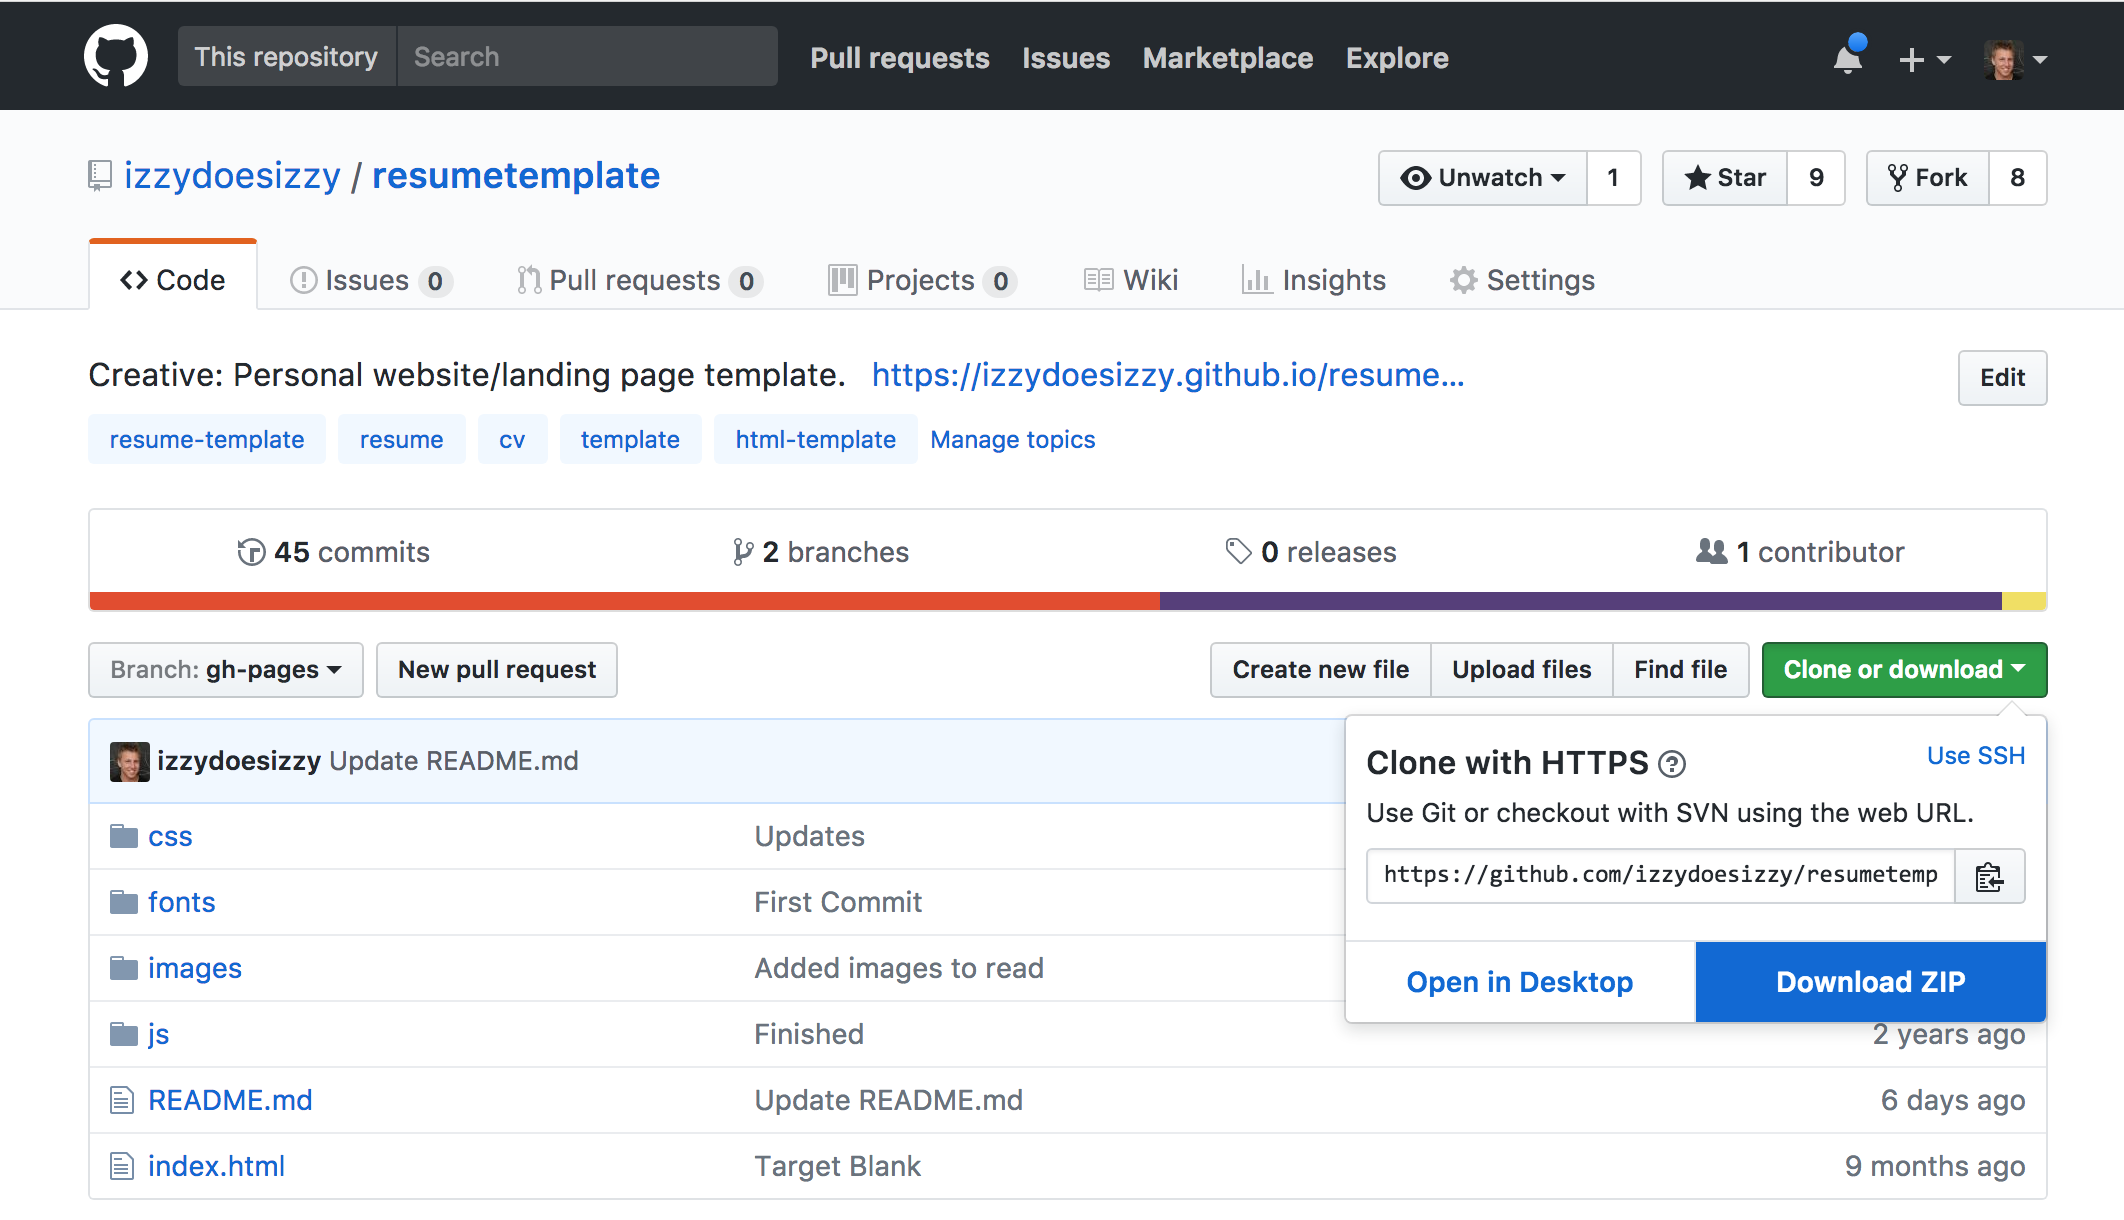 This repository Search Pull requests Issues Marketplace Explore
izzydoesizzy / resumetemplate Unwatch 1 Star 9 Fork 8
Code Issues 0 Pull requests 0 Projects 0 Wiki Insights Settings
Creative: Personal website/landing page template. https://izzydoesizzy.github.io/resume... Edit
resume-template resume cv template html-template Manage topics
45 commits 2 branches 0 releases 1 contributor
Branch: gh-pages New pull request Create new file Upload files Find file Clone or download
izzydoesizzy Update README.md
Clone with HTTPS ? Use SSH
Use Git or checkout with SVN using the web URL.
https://github.com/izzydoesizzy/resumetemp
Open in Desktop Download ZIP
css Updates
fonts First Commit
images Added images to read
js Finished 2 years ago
README.md Update README.md 6 days ago
index.html Target Blank 9 months ago